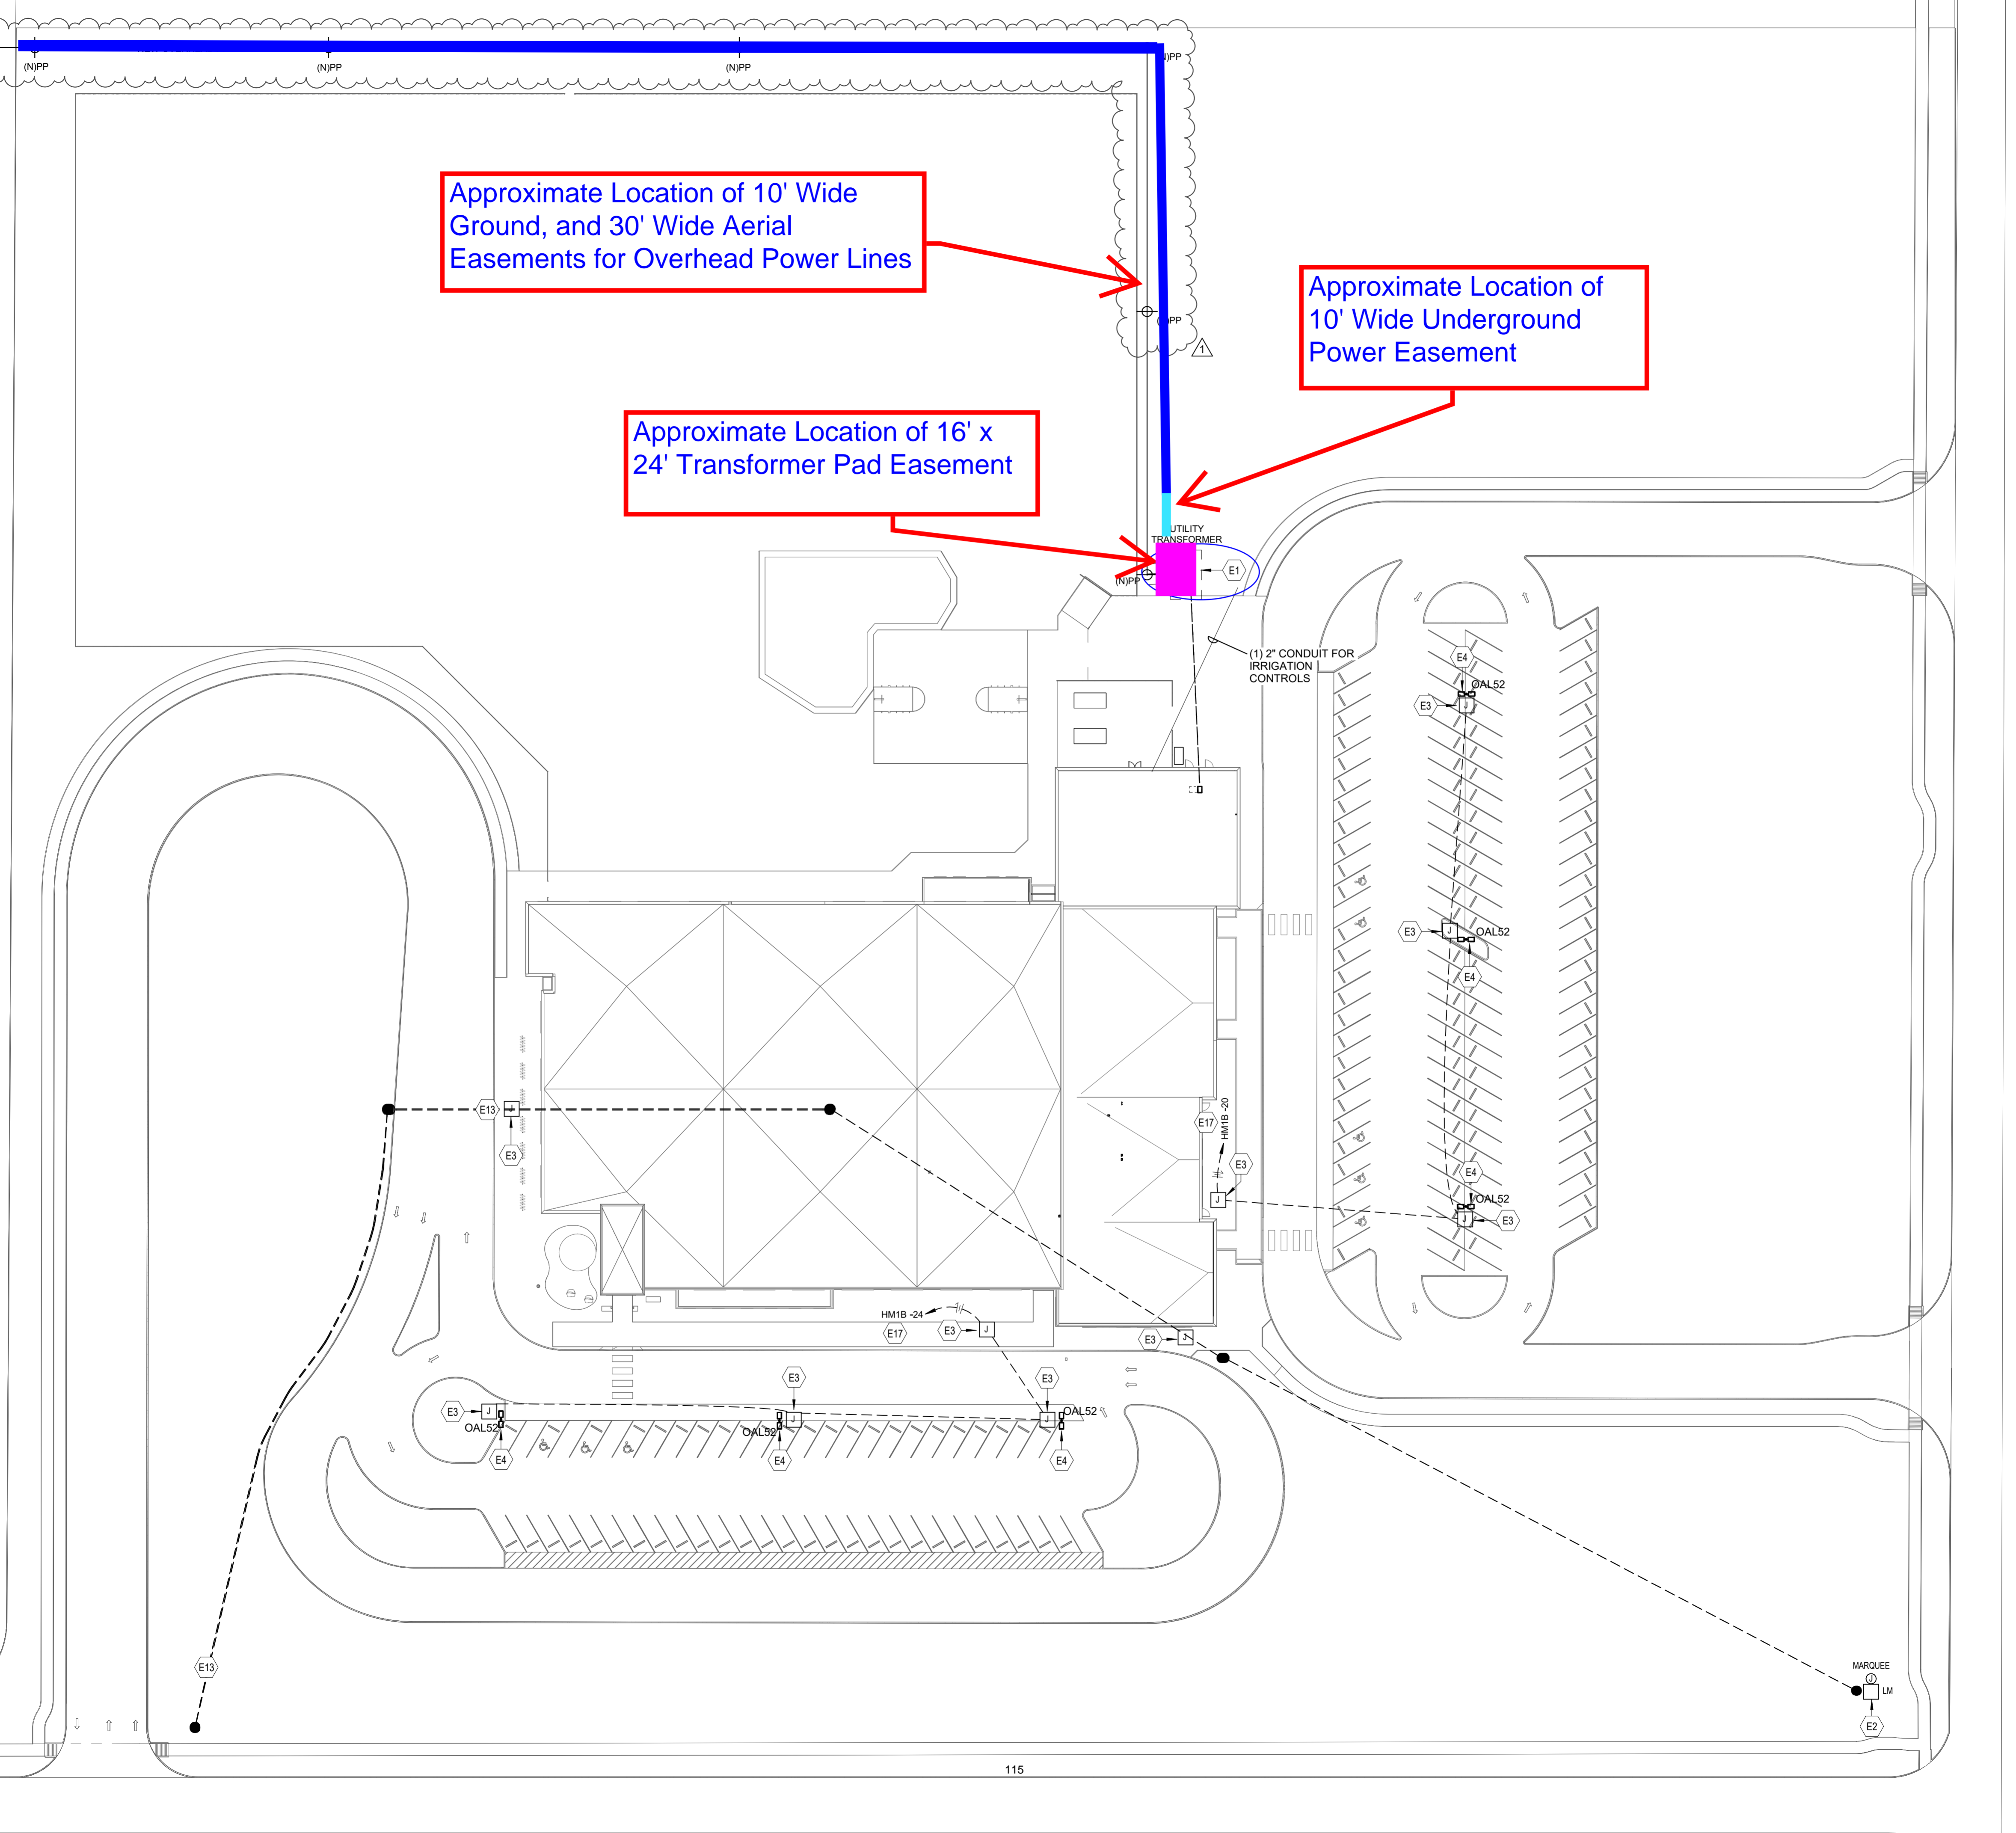 (N)PP
(N)PP
(N)PP
)PP
Approximate Location of 10' Wide
Ground, and 30' Wide Aerial
Easements for Overhead Power Lines
Approximate Location of
10' Wide Underground
Power Easement
PP
1
Approximate Location of 16' x
24' Transformer Pad Easement
UTILITY
TRANSFORMER
E1
(N)PP
(1) 2" CONDUIT FOR
IRRIGATION
CONTROLS
E4
OAL52
E3
J
E3
J
OAL52
E4
E13
J
E3
E17
HM1B -20
E3
J
E4
OAL52
J
E3
HM1B -24
E17
E3
J
E3
J
E3
J
OAL52
E4
E3
J
OAL52
E4
E3
J
OAL52
E4
E13
MARQUEE
J
LM
E2
115